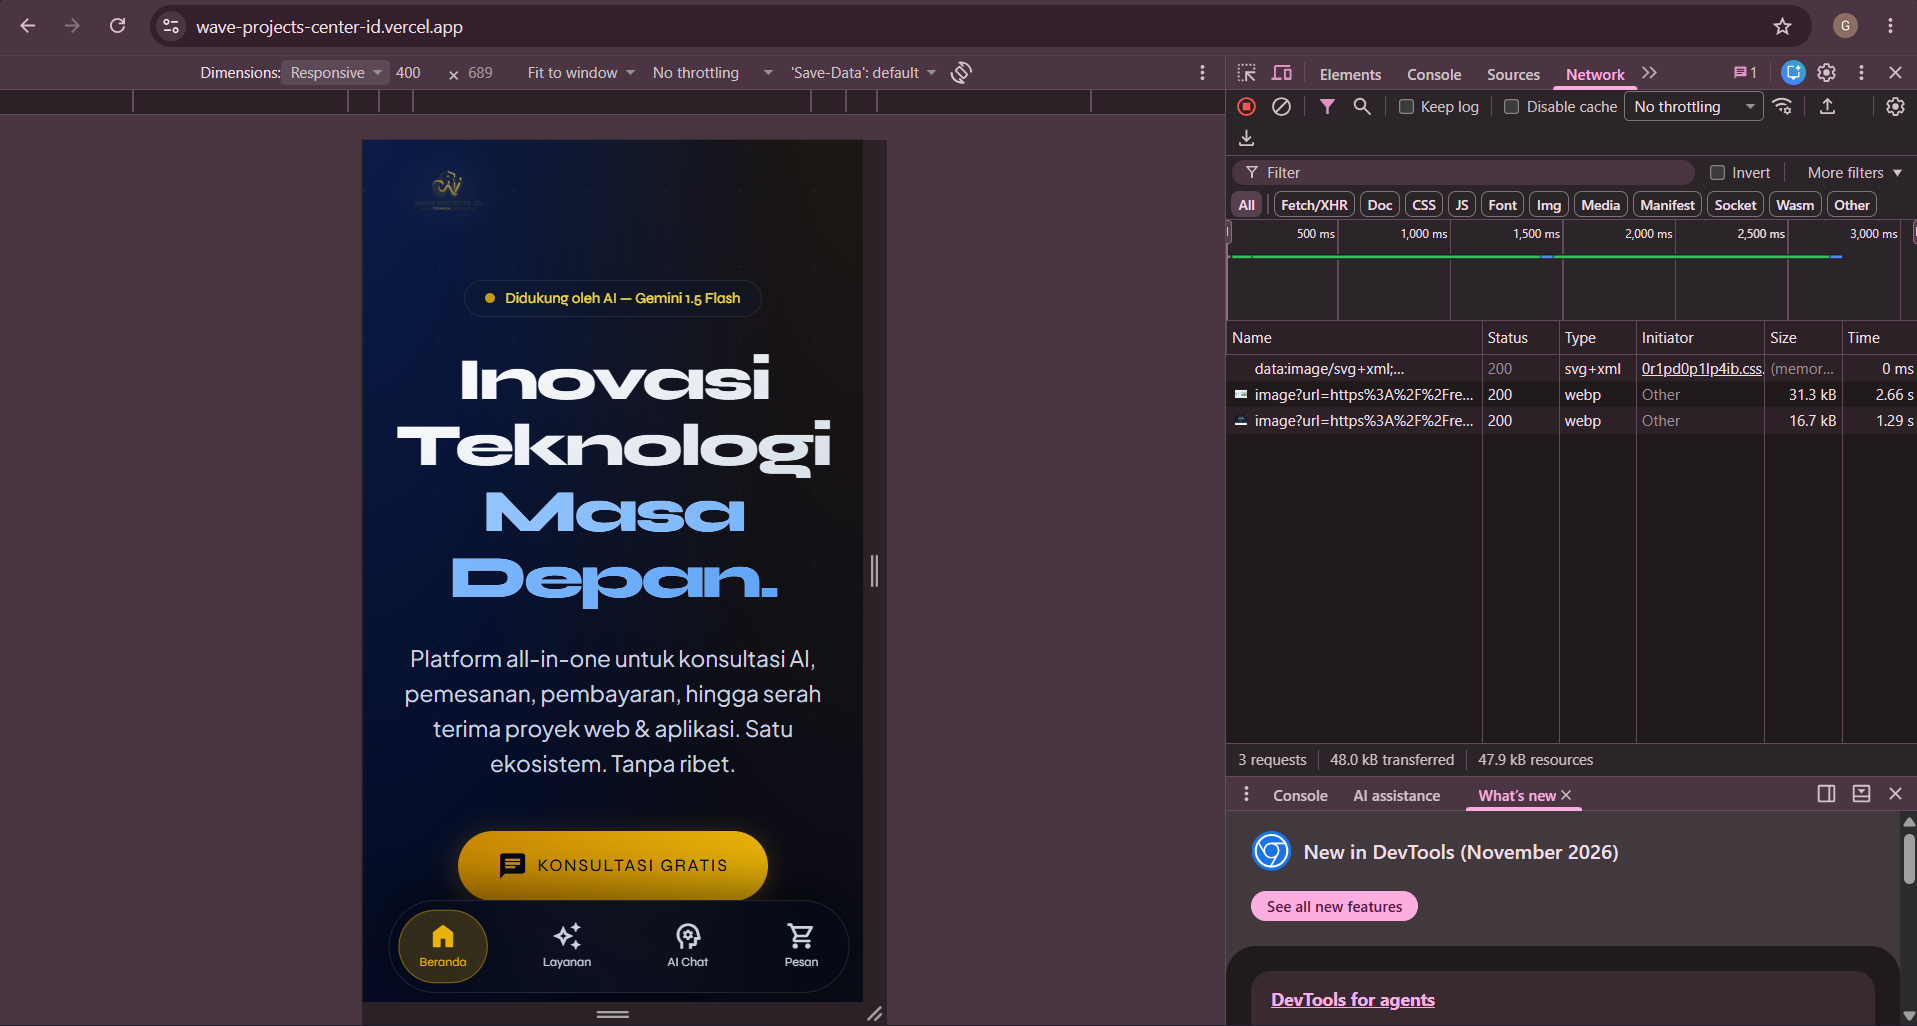 wave-projects-center-id.vercel.app
G
Dimensions: Responsive 400 × 689 Fit to window No throttling 'Save-Data': default
Elements Console Sources Network 1
Keep log Disable cache No throttling
Filter Invert More filters
All Fetch/XHR Doc CSS JS Font Img Media Manifest Socket Wasm Other
500 ms 1,000 ms 1,500 ms 2,000 ms 2,500 ms 3,000 ms
Name Status Type Initiator Size Time
data:image/svg+xml;... 200 svg+xml 0r1pd0p1lp4ib.css. (memor... 0 ms
image?url=https%3A%2F%2Fre... 200 webp Other 31.3 kB 2.66 s
image?url=https%3A%2F%2Fre... 200 webp Other 16.7 kB 1.29 s
3 requests 48.0 kB transferred 47.9 kB resources
Console AI assistance What's new
New in DevTools (November 2026)
See all new features
DevTools for agents
Didukung oleh AI — Gemini 1.5 Flash
Inovasi
Teknologi
Masa
Depan.
Platform all-in-one untuk konsultasi AI,
pemesanan, pembayaran, hingga serah
terima proyek web & aplikasi. Satu
ekosistem. Tanpa ribet.
KONSULTASI GRATIS
Beranda Layanan AI Chat Pesan